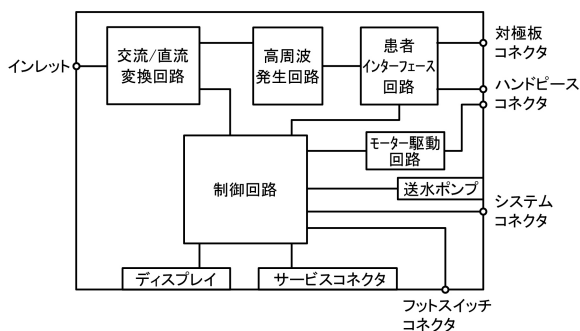 交流/直流
変換回路
高周波
発生回路
患者
インターフェース
回路
対極板
コネクタ
インレット
ハンドピース
コネクタ
モーター駆動
回路
制御回路
送水ポンプ
システム
コネクタ
ディスプレイ
サービスコネクタ
フットスイッチ
コネクタ